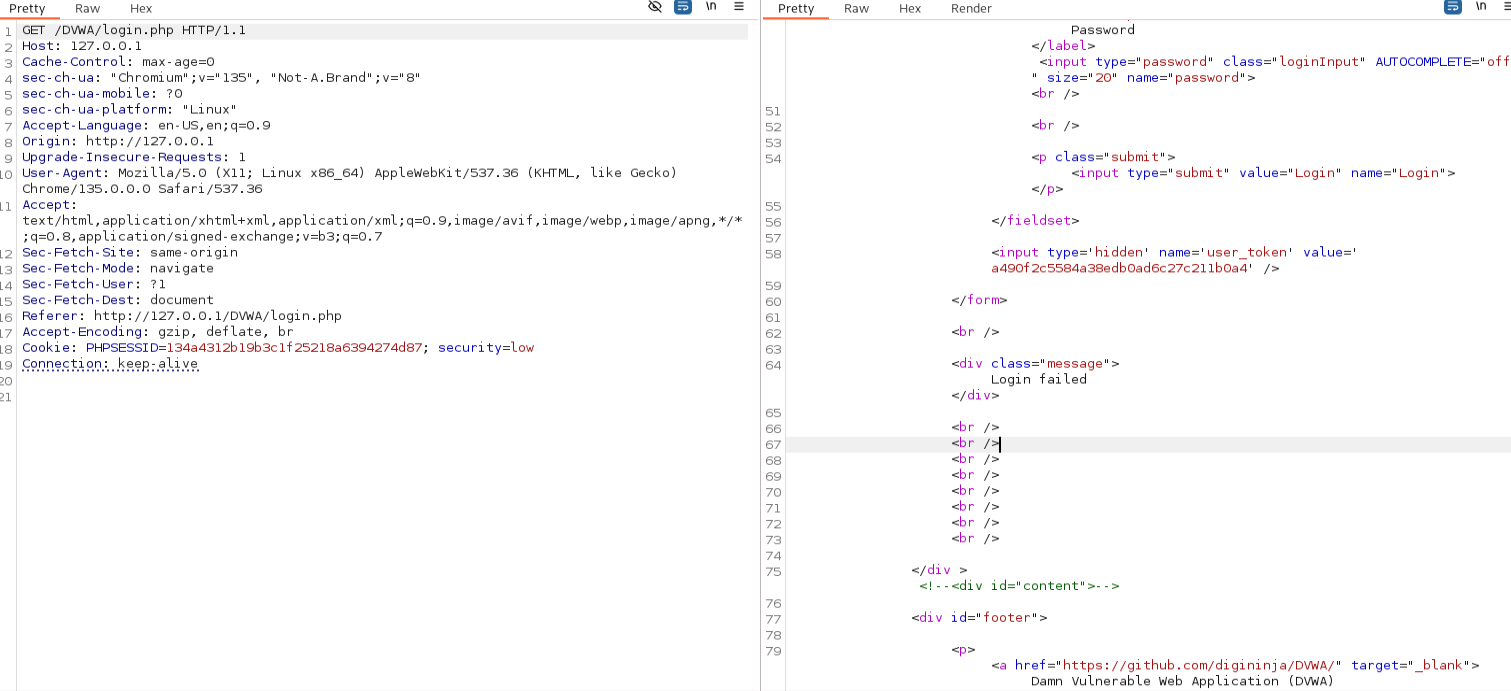 Pretty Raw Hex \n
1 GET /DVWA/login.php HTTP/1.1
2 Host: 127.0.0.1
3 Cache-Control: max-age=0
4 sec-ch-ua: "Chromium";v="135", "Not-A.Brand";v="8"
5 sec-ch-ua-mobile: ?0
6 sec-ch-ua-platform: "Linux"
7 Accept-Language: en-US,en;q=0.9
8 Origin: http://127.0.0.1
9 Upgrade-Insecure-Requests: 1
10 User-Agent: Mozilla/5.0 (X11; Linux x86_64) AppleWebKit/537.36 (KHTML, like Gecko)
Chrome/135.0.0.0 Safari/537.36
11 Accept:
text/html,application/xhtml+xml,application/xml;q=0.9,image/avif,image/webp,image/apng,*/*
;q=0.8,application/signed-exchange;v=b3;q=0.7
12 Sec-Fetch-Site: same-origin
13 Sec-Fetch-Mode: navigate
14 Sec-Fetch-User: ?1
15 Sec-Fetch-Dest: document
16 Referer: http://127.0.0.1/DVWA/login.php
17 Accept-Encoding: gzip, deflate, br
18 Cookie: PHPSESSID=134a4312b19b3c1f25218a6394274d87; security=low
19 Connection: keep-alive
20
21
Pretty Raw Hex Render \n
Password
</label>
<input type="password" class="loginInput" AUTOCOMPLETE="off
" size="20" name="password">
<br />
51
52 <br />
53
54 <p class="submit">
<input type="submit" value="Login" name="Login">
</p>
55
56 </fieldset>
57
58 <input type='hidden' name='user_token' value='
a490f2c5584a38edb0ad6c27c211b0a4' />
59
60 </form>
61
62 <br />
63
64 <div class="message">
Login failed
</div>
65
66 <br />
67 <br />
68 <br />
69 <br />
70 <br />
71 <br />
72 <br />
73 <br />
74
75 </div >
<!--<div id="content">-->
76
77 <div id="footer">
78
79 <p>
<a href="https://github.com/digininja/DVWA/" target="_blank">
Damn Vulnerable Web Application (DVWA)